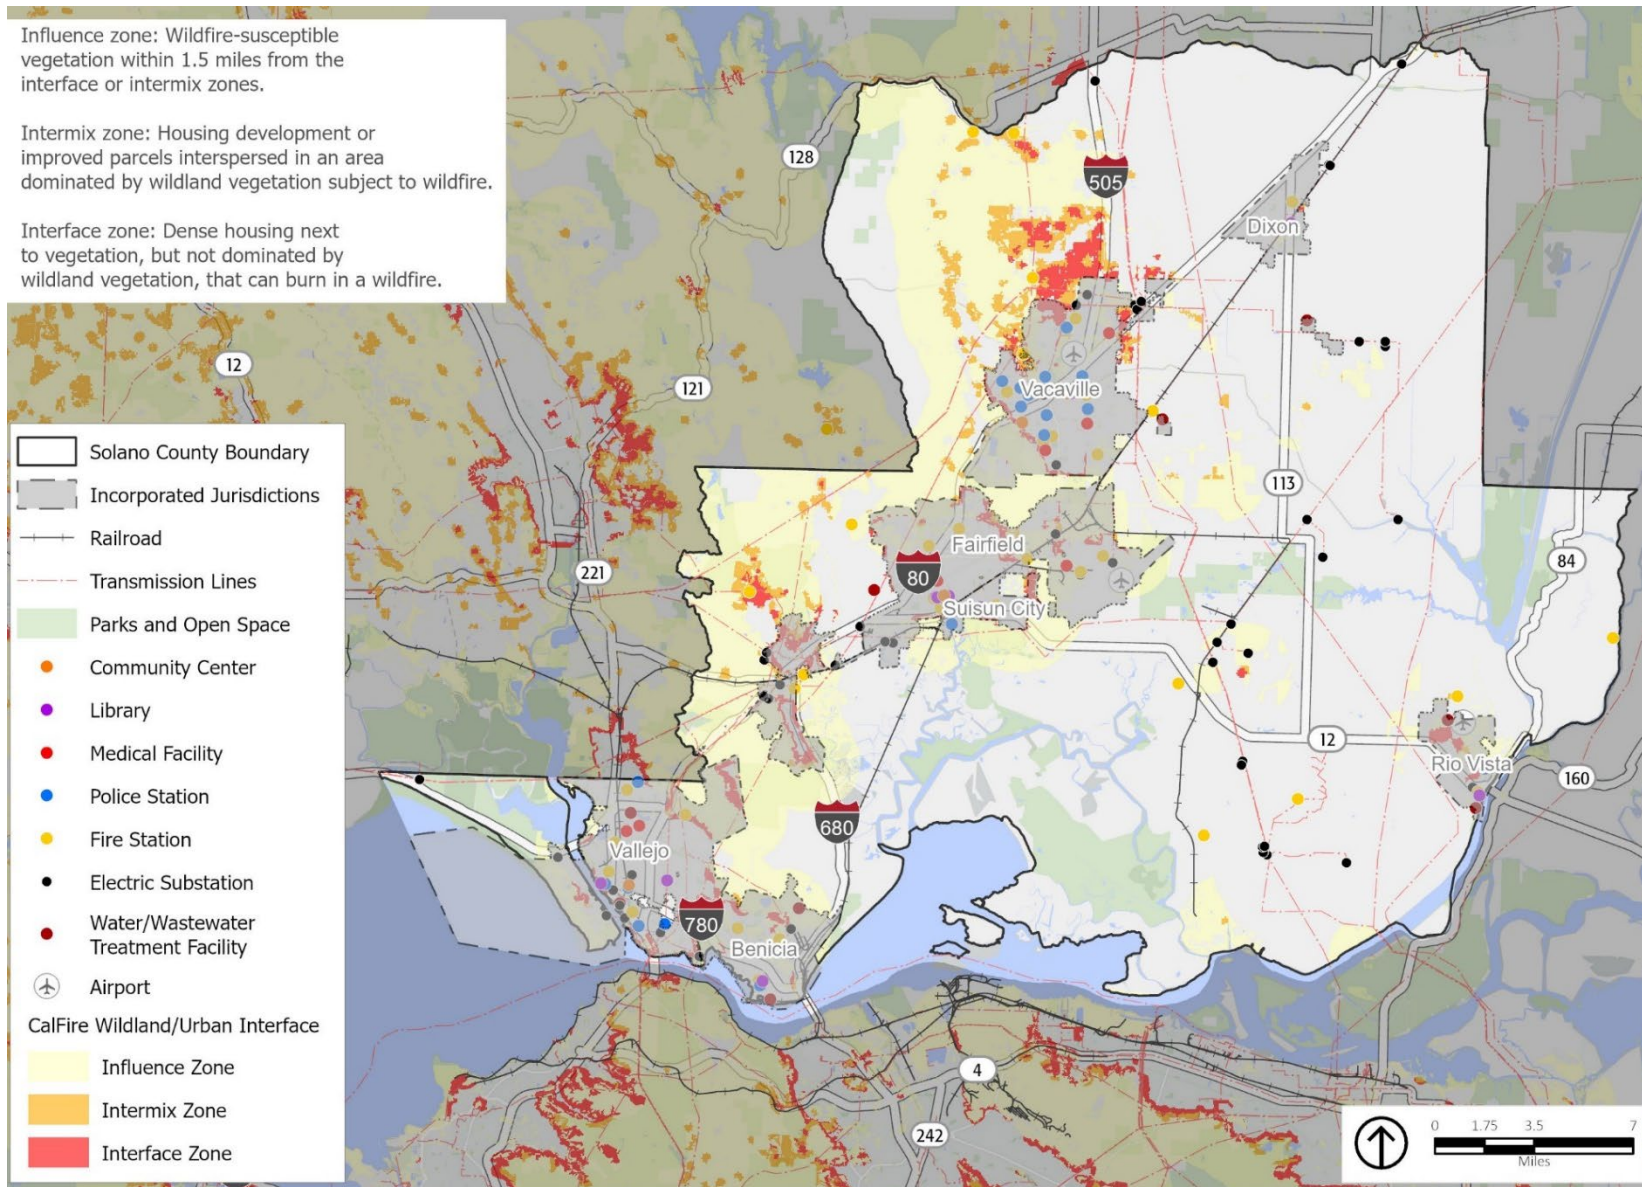 Influence zone: Wildfire-susceptible
vegetation within 1.5 miles from the
interface or intermix zones.
Intermix zone: Housing development or
improved parcels interspersed in an area
dominated by wildland vegetation subject to wildfire.
Interface zone: Dense housing next
to vegetation, but not dominated by
wildland vegetation, that can burn in a wildfire.
128
505
Dixon
12
121
Vacaville
Solano County Boundary
Incorporated Jurisdictions
Railroad
Transmission Lines
Parks and Open Space
Community Center
Library
Medical Facility
Police Station
Fire Station
Electric Substation
Water/Wastewater
Treatment Facility
Airport
CalFire Wildland/Urban Interface
Influence Zone
Intermix Zone
Interface Zone
113
Fairfield
80
221
84
Suisun City
12
Rio Vista
160
680
Vallejo
780
Benicia
4
242
0 1.75 3.5 7
Miles